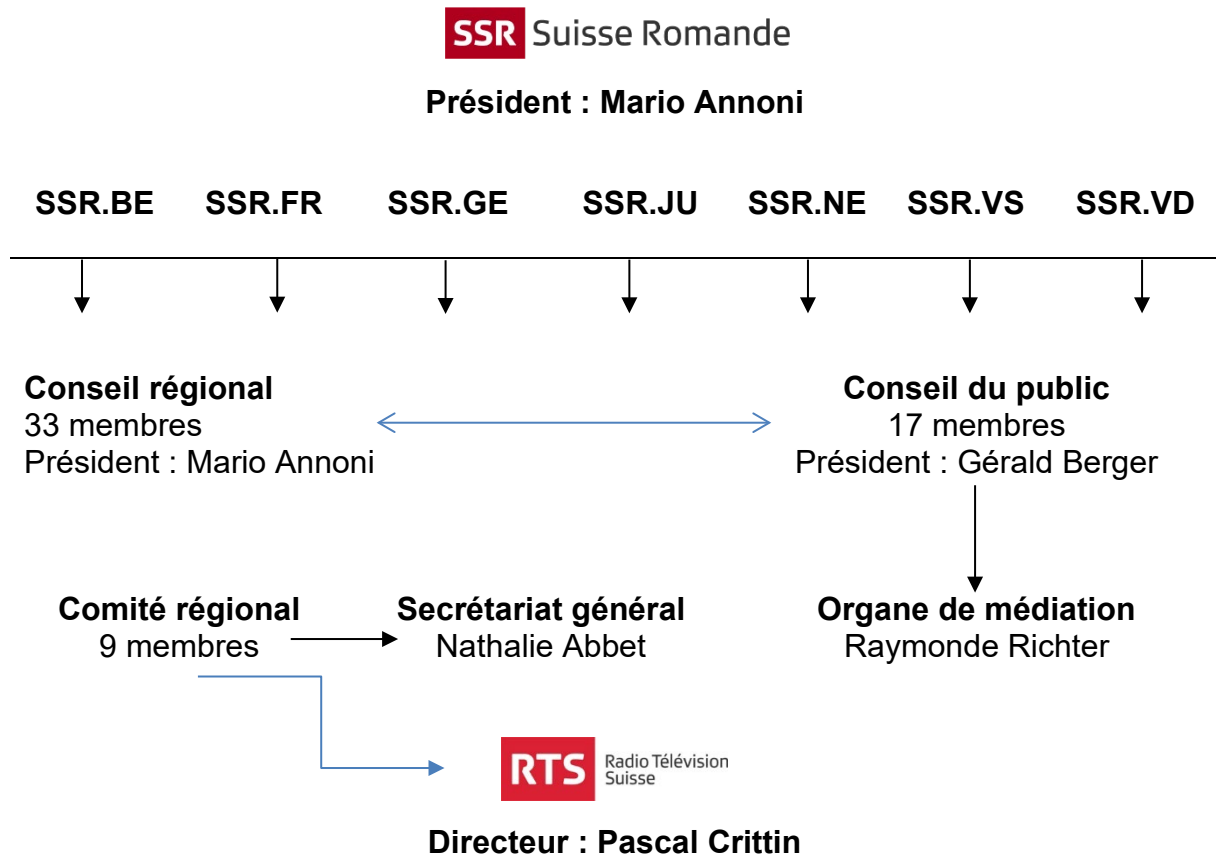 SSR Suisse Romande
Président : Mario Annoni
SSR.BE SSR.FR SSR.GE SSR.JU SSR.NE SSR.VS SSR.VD
Conseil régional
33 membres
Président : Mario Annoni
Conseil du public
17 membres
Président : Gérald Berger
Comité régional
9 membres
Secrétariat général
Nathalie Abbet
Organe de médiation
Raymonde Richter
RTS Radio Télévision
Suisse
Directeur : Pascal Crittin